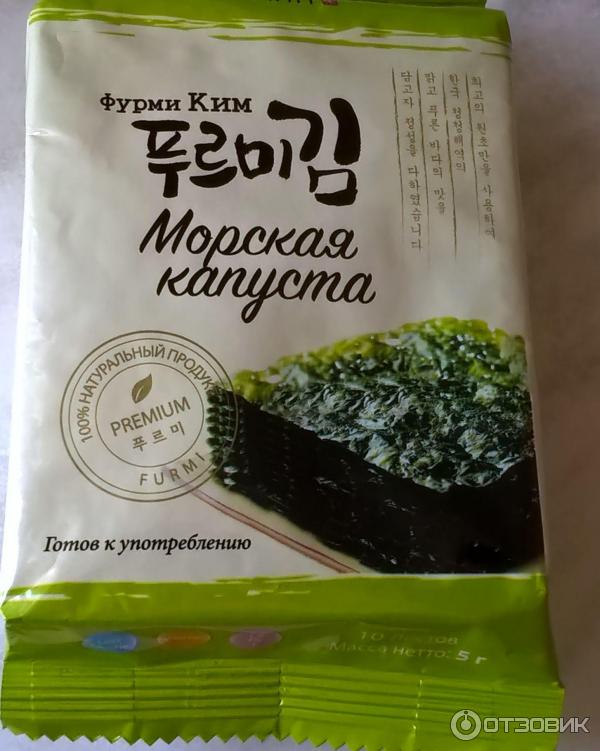 Фурми Ким
푸르미김
Морская
капуста
최고의 원초만을 사용하여
한국 청정해역의
맑고 푸른 바다의 맛을
담고자 정성을 다하였습니다
100% НАТУРАЛЬНЫЙ ПРОДУКТ
PREMIUM
푸르미
FURMI
Готов к употреблению
10 листов
Масса нетто: 5 г
ОТЗОВИК